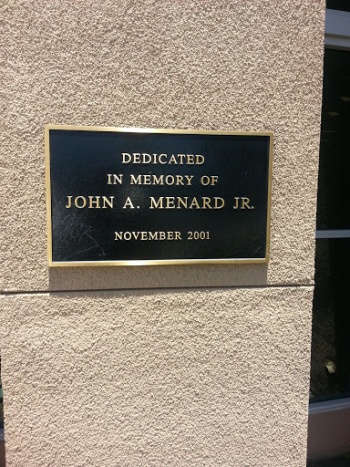 DEDICATED
IN MEMORY OF
JOHN A. MENARD JR.
NOVEMBER 2001